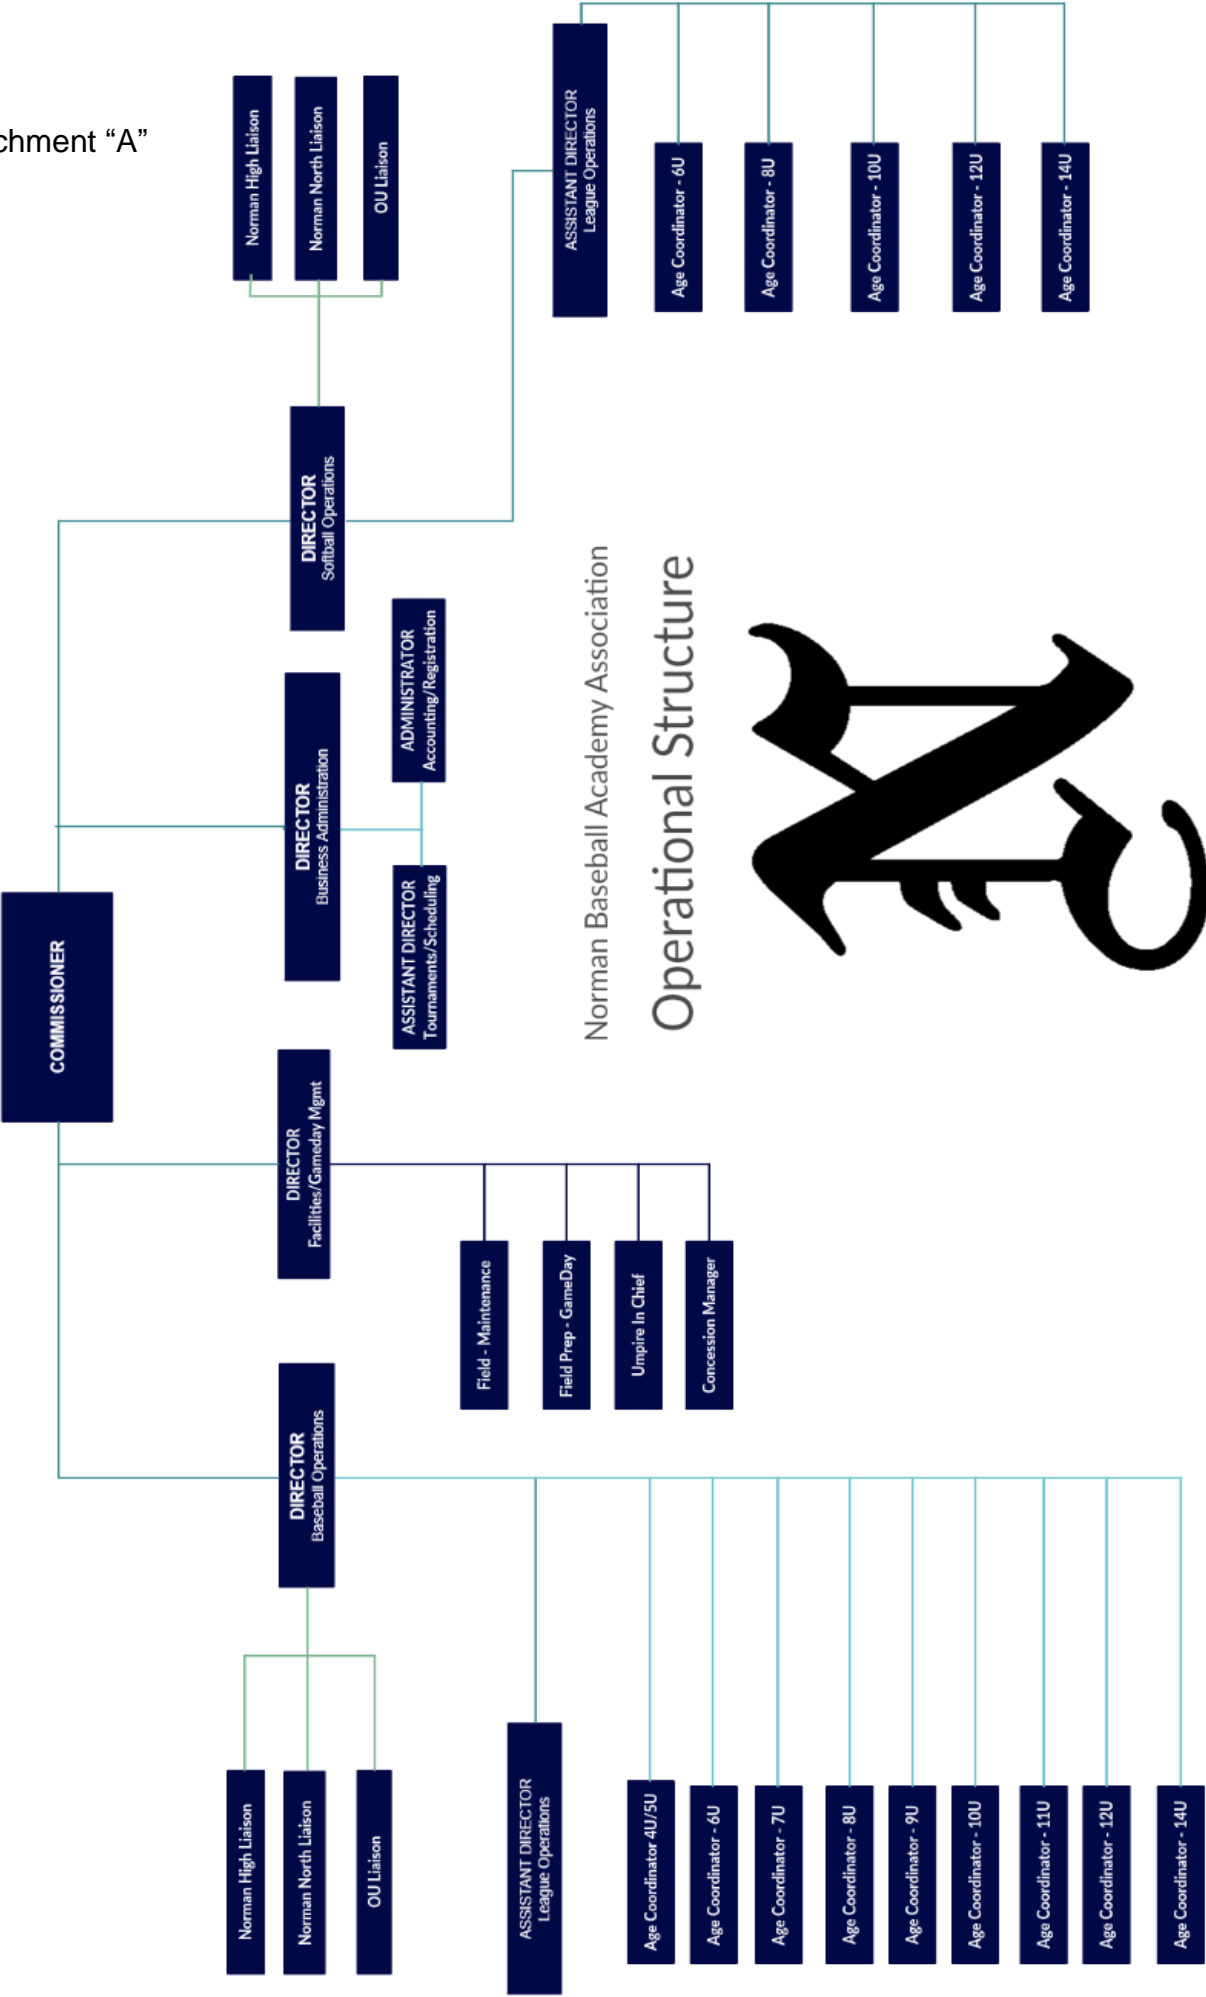 chment “A”
COMMISSIONER
DIRECTOR
Baseball Operations
DIRECTOR
Facilities/Gameday Mgmt
DIRECTOR
Business Administration
DIRECTOR
Softball Operations
Norman High Liaison
Norman North Liaison
OU Liaison
Norman High Liaison
Norman North Liaison
OU Liaison
ASSISTANT DIRECTOR
Tournaments/Scheduling
ADMINISTRATOR
Accounting/Registration
Field - Maintenance
Field Prep - GameDay
Umpire In Chief
Concession Manager
ASSISTANT DIRECTOR
League Operations
Age Coordinator 4U/5U
Age Coordinator - 6U
Age Coordinator - 7U
Age Coordinator - 8U
Age Coordinator - 9U
Age Coordinator - 10U
Age Coordinator - 11U
Age Coordinator - 12U
Age Coordinator - 14U
ASSISTANT DIRECTOR
League Operations
Age Coordinator - 6U
Age Coordinator - 8U
Age Coordinator - 10U
Age Coordinator - 12U
Age Coordinator - 14U
Norman Baseball Academy Association
Operational Structure
N